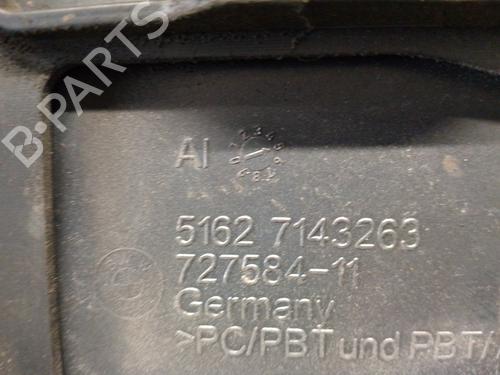 B-PARTS
AI
5162 7143263
727584-11
Germany
>PC/PBT und PBT/